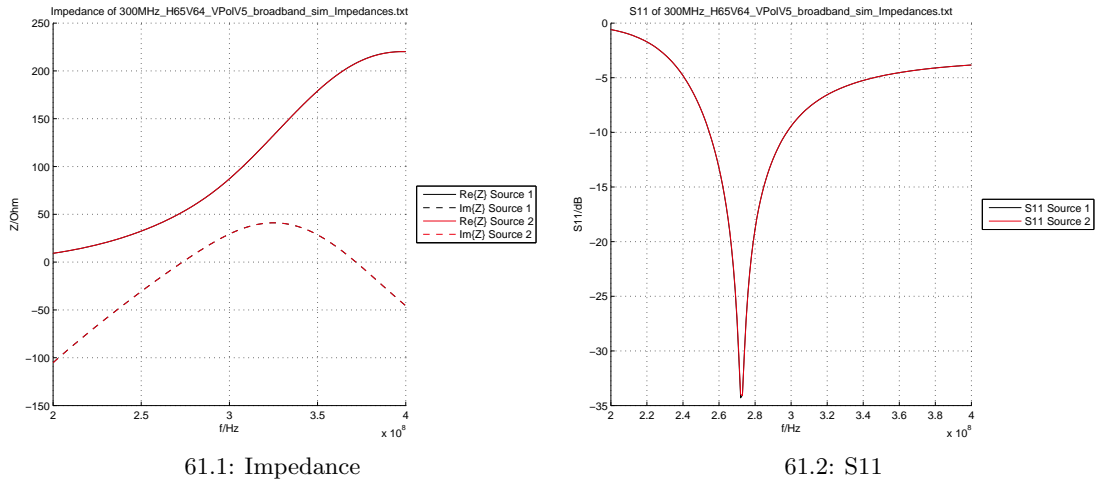 Impedance of 300MHz_H65V64_VPolV5_broadband_sim_Impedances.txt
250
200
150
100
50
0
−50
−100
−150
Z/Ohm
2
2.5
3
3.5
4
x 10^8
f/Hz
Re{Z} Source 1
Im{Z} Source 1
Re{Z} Source 2
Im{Z} Source 2
61.1: Impedance
S11 of 300MHz_H65V64_VPolV5_broadband_sim_Impedances.txt
0
−5
−10
−15
−20
−25
−30
−35
S11/dB
2
2.2
2.4
2.6
2.8
3
3.2
3.4
3.6
3.8
4
x 10^8
f/Hz
S11 Source 1
S11 Source 2
61.2: S11